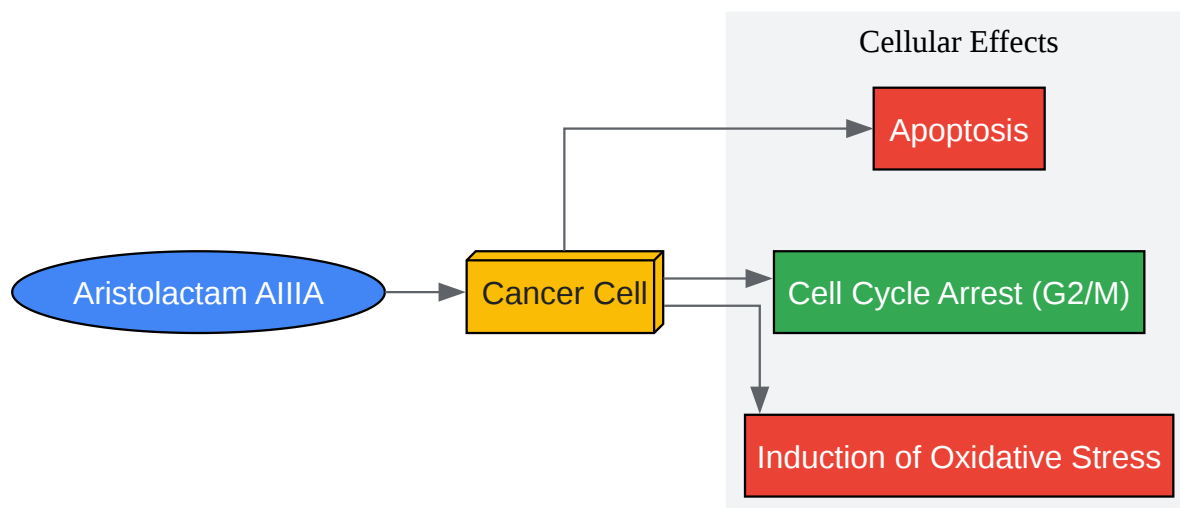 Cellular Effects
Apoptosis
Aristolactam AIIIA
Cancer Cell
Cell Cycle Arrest (G2/M)
Induction of Oxidative Stress